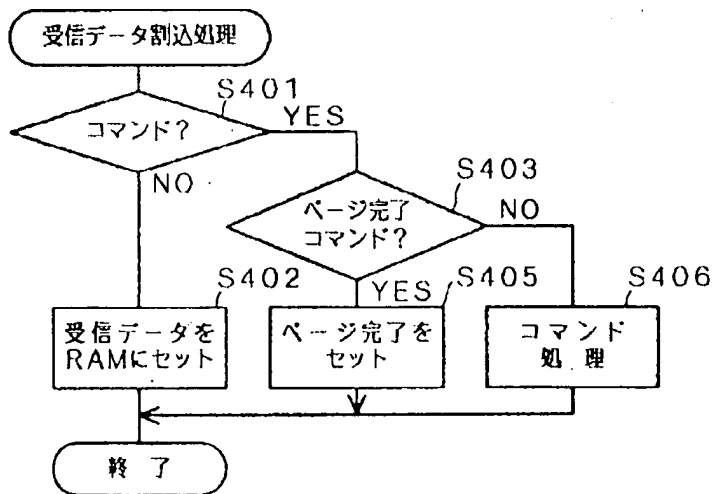 受信データ割込処理
S401
コマンド?
YES
NO
S403
ページ完了
コマンド?
NO
YES
S402
受信データを
RAMにセット
S405
ページ完了を
セット
S406
コマンド
処理
終了